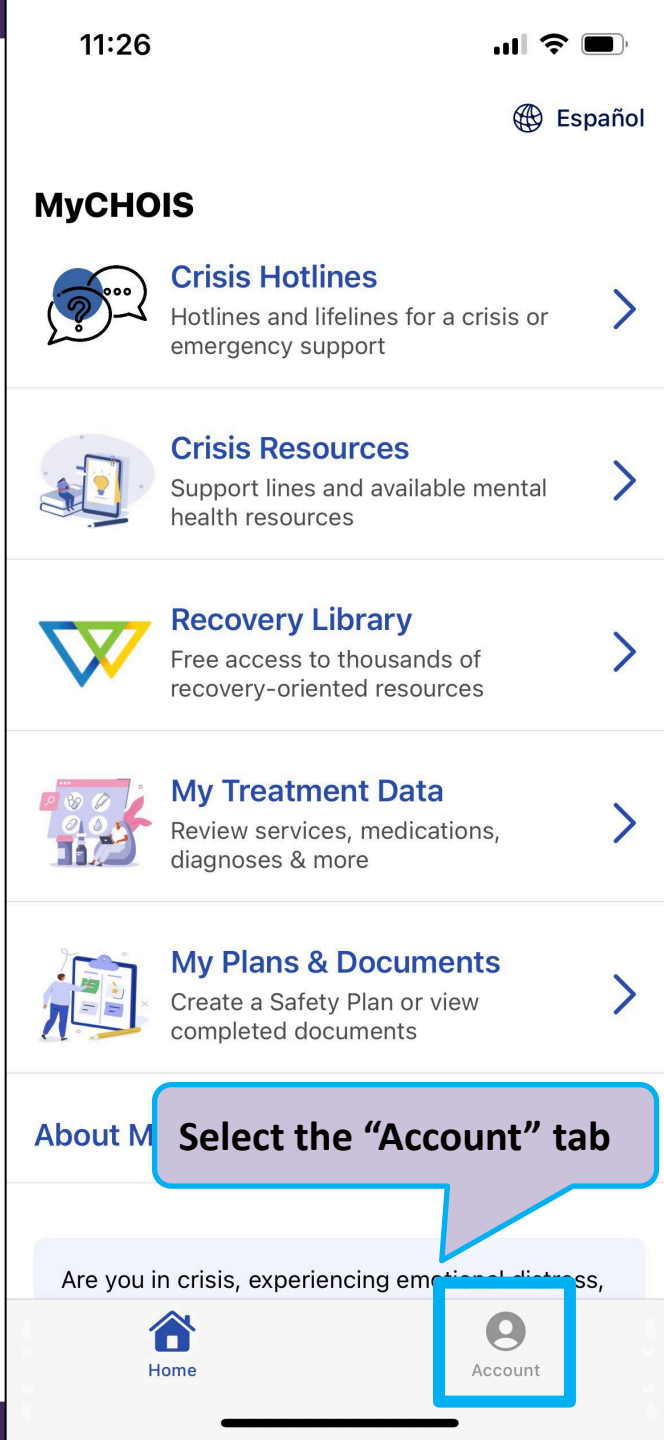 11:26
Español
MyCHOIS
Crisis Hotlines
Hotlines and lifelines for a crisis or
emergency support
Crisis Resources
Support lines and available mental
health resources
Recovery Library
Free access to thousands of
recovery-oriented resources
My Treatment Data
Review services, medications,
diagnoses & more
My Plans & Documents
Create a Safety Plan or view
completed documents
About M
Select the “Account” tab
Are you in crisis, experiencing emotional distress,
Home
Account